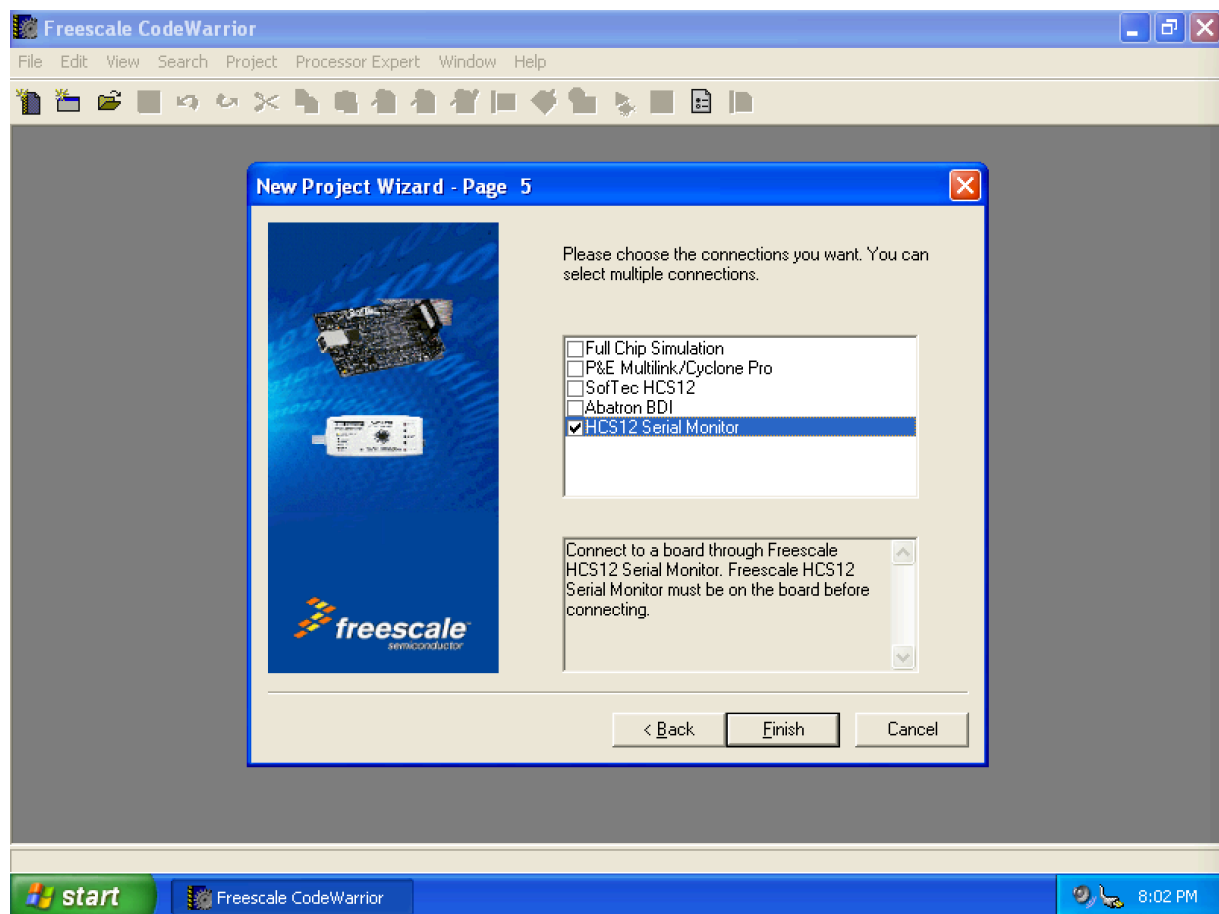 Freescale CodeWarrior
File Edit View Search Project Processor Expert Window Help
New Project Wizard - Page 5
Please choose the connections you want. You can
select multiple connections.
Full Chip Simulation
P&E Multilink/Cyclone Pro
SofTec HCS12
Abatron BDI
HCS12 Serial Monitor
Connect to a board through Freescale
HCS12 Serial Monitor. Freescale HCS12
Serial Monitor must be on the board before
connecting.
freescale
semiconductor
< Back Finish Cancel
start Freescale CodeWarrior 8:02 PM